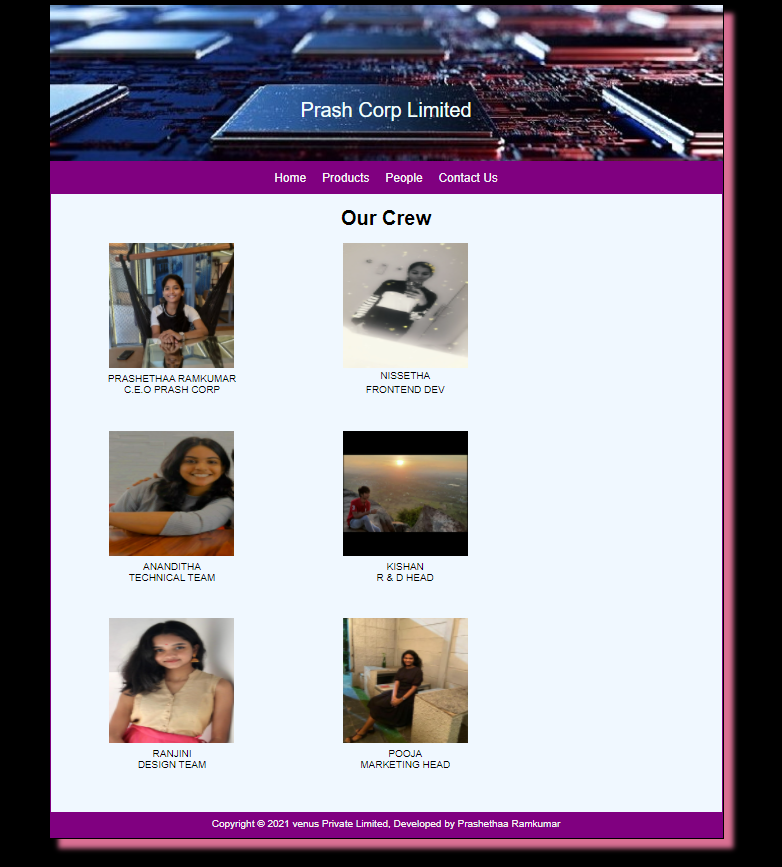 Prash Corp Limited
Home Products People Contact Us
Our Crew
PRASHETHAA RAMKUMAR
C.E.O PRASH CORP
NISSETHA
FRONTEND DEV
ANANDITHA
TECHNICAL TEAM
KISHAN
R & D HEAD
RANJINI
DESIGN TEAM
POOJA
MARKETING HEAD
Copyright © 2021 venus Private Limited, Developed by Prashethaa Ramkumar